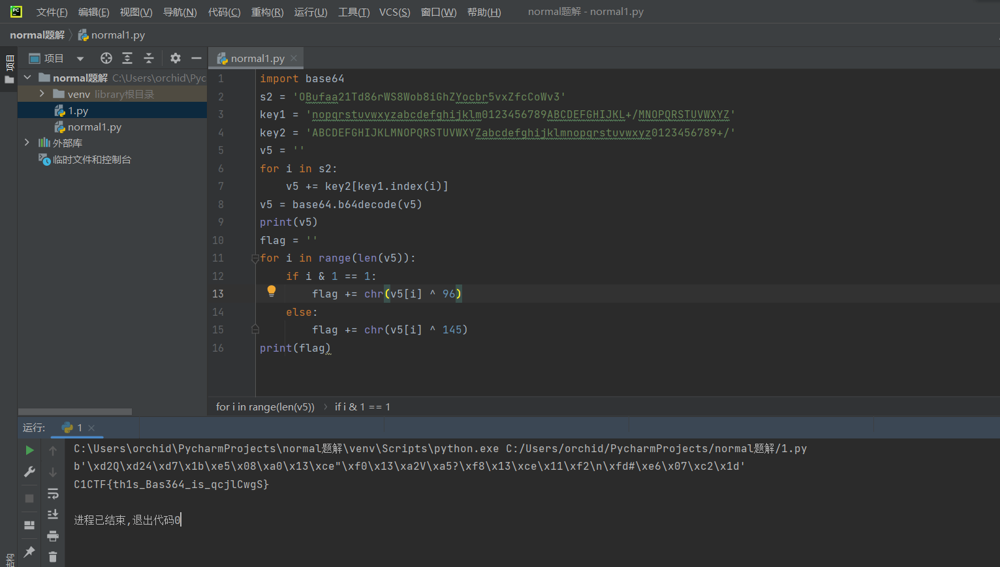 文件(F) 编辑(E) 视图(V) 导航(N) 代码(C) 重构(R) 运行(U) 工具(T) VCS(S) 窗口(W) 帮助(H) normal题解 - normal1.py
normal题解 normal1.py
项目
项目
normal题解 C:\Users\orchid\Pyc
venv library根目录
1.py
normal1.py
外部库
临时文件和控制台
normal1.py
1 import base64
2 s2 = 'OBufaa21Td86rWS8Wob8iGhZYocbr5vxZfcCoWv3'
3 key1 = 'nopqrstuvwxyzabcdefghijklm0123456789ABCDEFGHIJKL+/MNOPQRSTUVWXYZ'
4 key2 = 'ABCDEFGHIJKLMNOPQRSTUVWXYZabcdefghijklmnopqrstuvwxyz0123456789+/'
5 v5 = ''
6 for i in s2:
7 v5 += key2[key1.index(i)]
8 v5 = base64.b64decode(v5)
9 print(v5)
10 flag = ''
11 for i in range(len(v5)):
12 if i & 1 == 1:
13 flag += chr(v5[i] ^ 96)
14 else:
15 flag += chr(v5[i] ^ 145)
16 print(flag)
for i in range(len(v5)) if i & 1 == 1
运行: 1
C:\Users\orchid\PycharmProjects\normal题解\venv\Scripts\python.exe C:/Users/orchid/PycharmProjects/normal题解/1.py
b'\xd2Q\xd24\xd7\x1b\xe5\x08\xa0\x13\xce"\xf0\x13\xa2V\xa5?\xf8\x13\xce\x11\xf2\n\xfd#\xe6\x07\xc2\x1d'
C1CTF{th1s_Bas364_is_qcjlCwgS}
进程已结束,退出代码0
结构